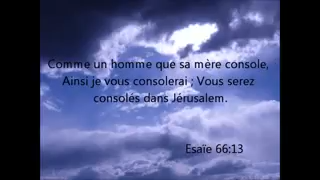 Comme un homme que sa mère console,
Ainsi je vous consolerai ; Vous serez
consolés dans Jérusalem.
Esaïe 66:13